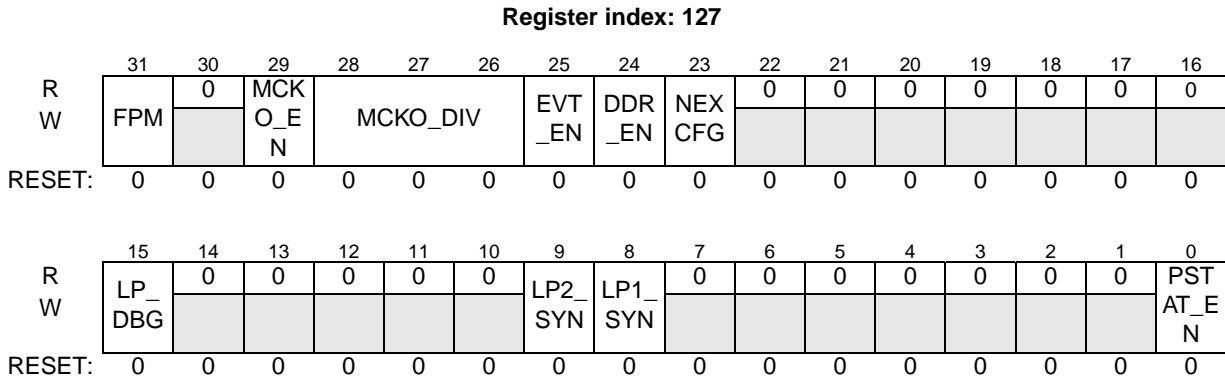 Register index: 127
31 30 29 28 27 26 25 24 23 22 21 20 19 18 17 16
R 0 MCK 0 0 0 0 0 0 0
W FPM O_E MCKO_DIV EVT DDR NEX
N _EN _EN CFG
RESET: 0 0 0 0 0 0 0 0 0 0 0 0 0 0 0 0
15 14 13 12 11 10 9 8 7 6 5 4 3 2 1 0
R 0 0 0 0 0 0 0 0 0 0 0 0 PST
W LP_ LP2_ LP1_ AT_E
DBG SYN SYN N
RESET: 0 0 0 0 0 0 0 0 0 0 0 0 0 0 0 0